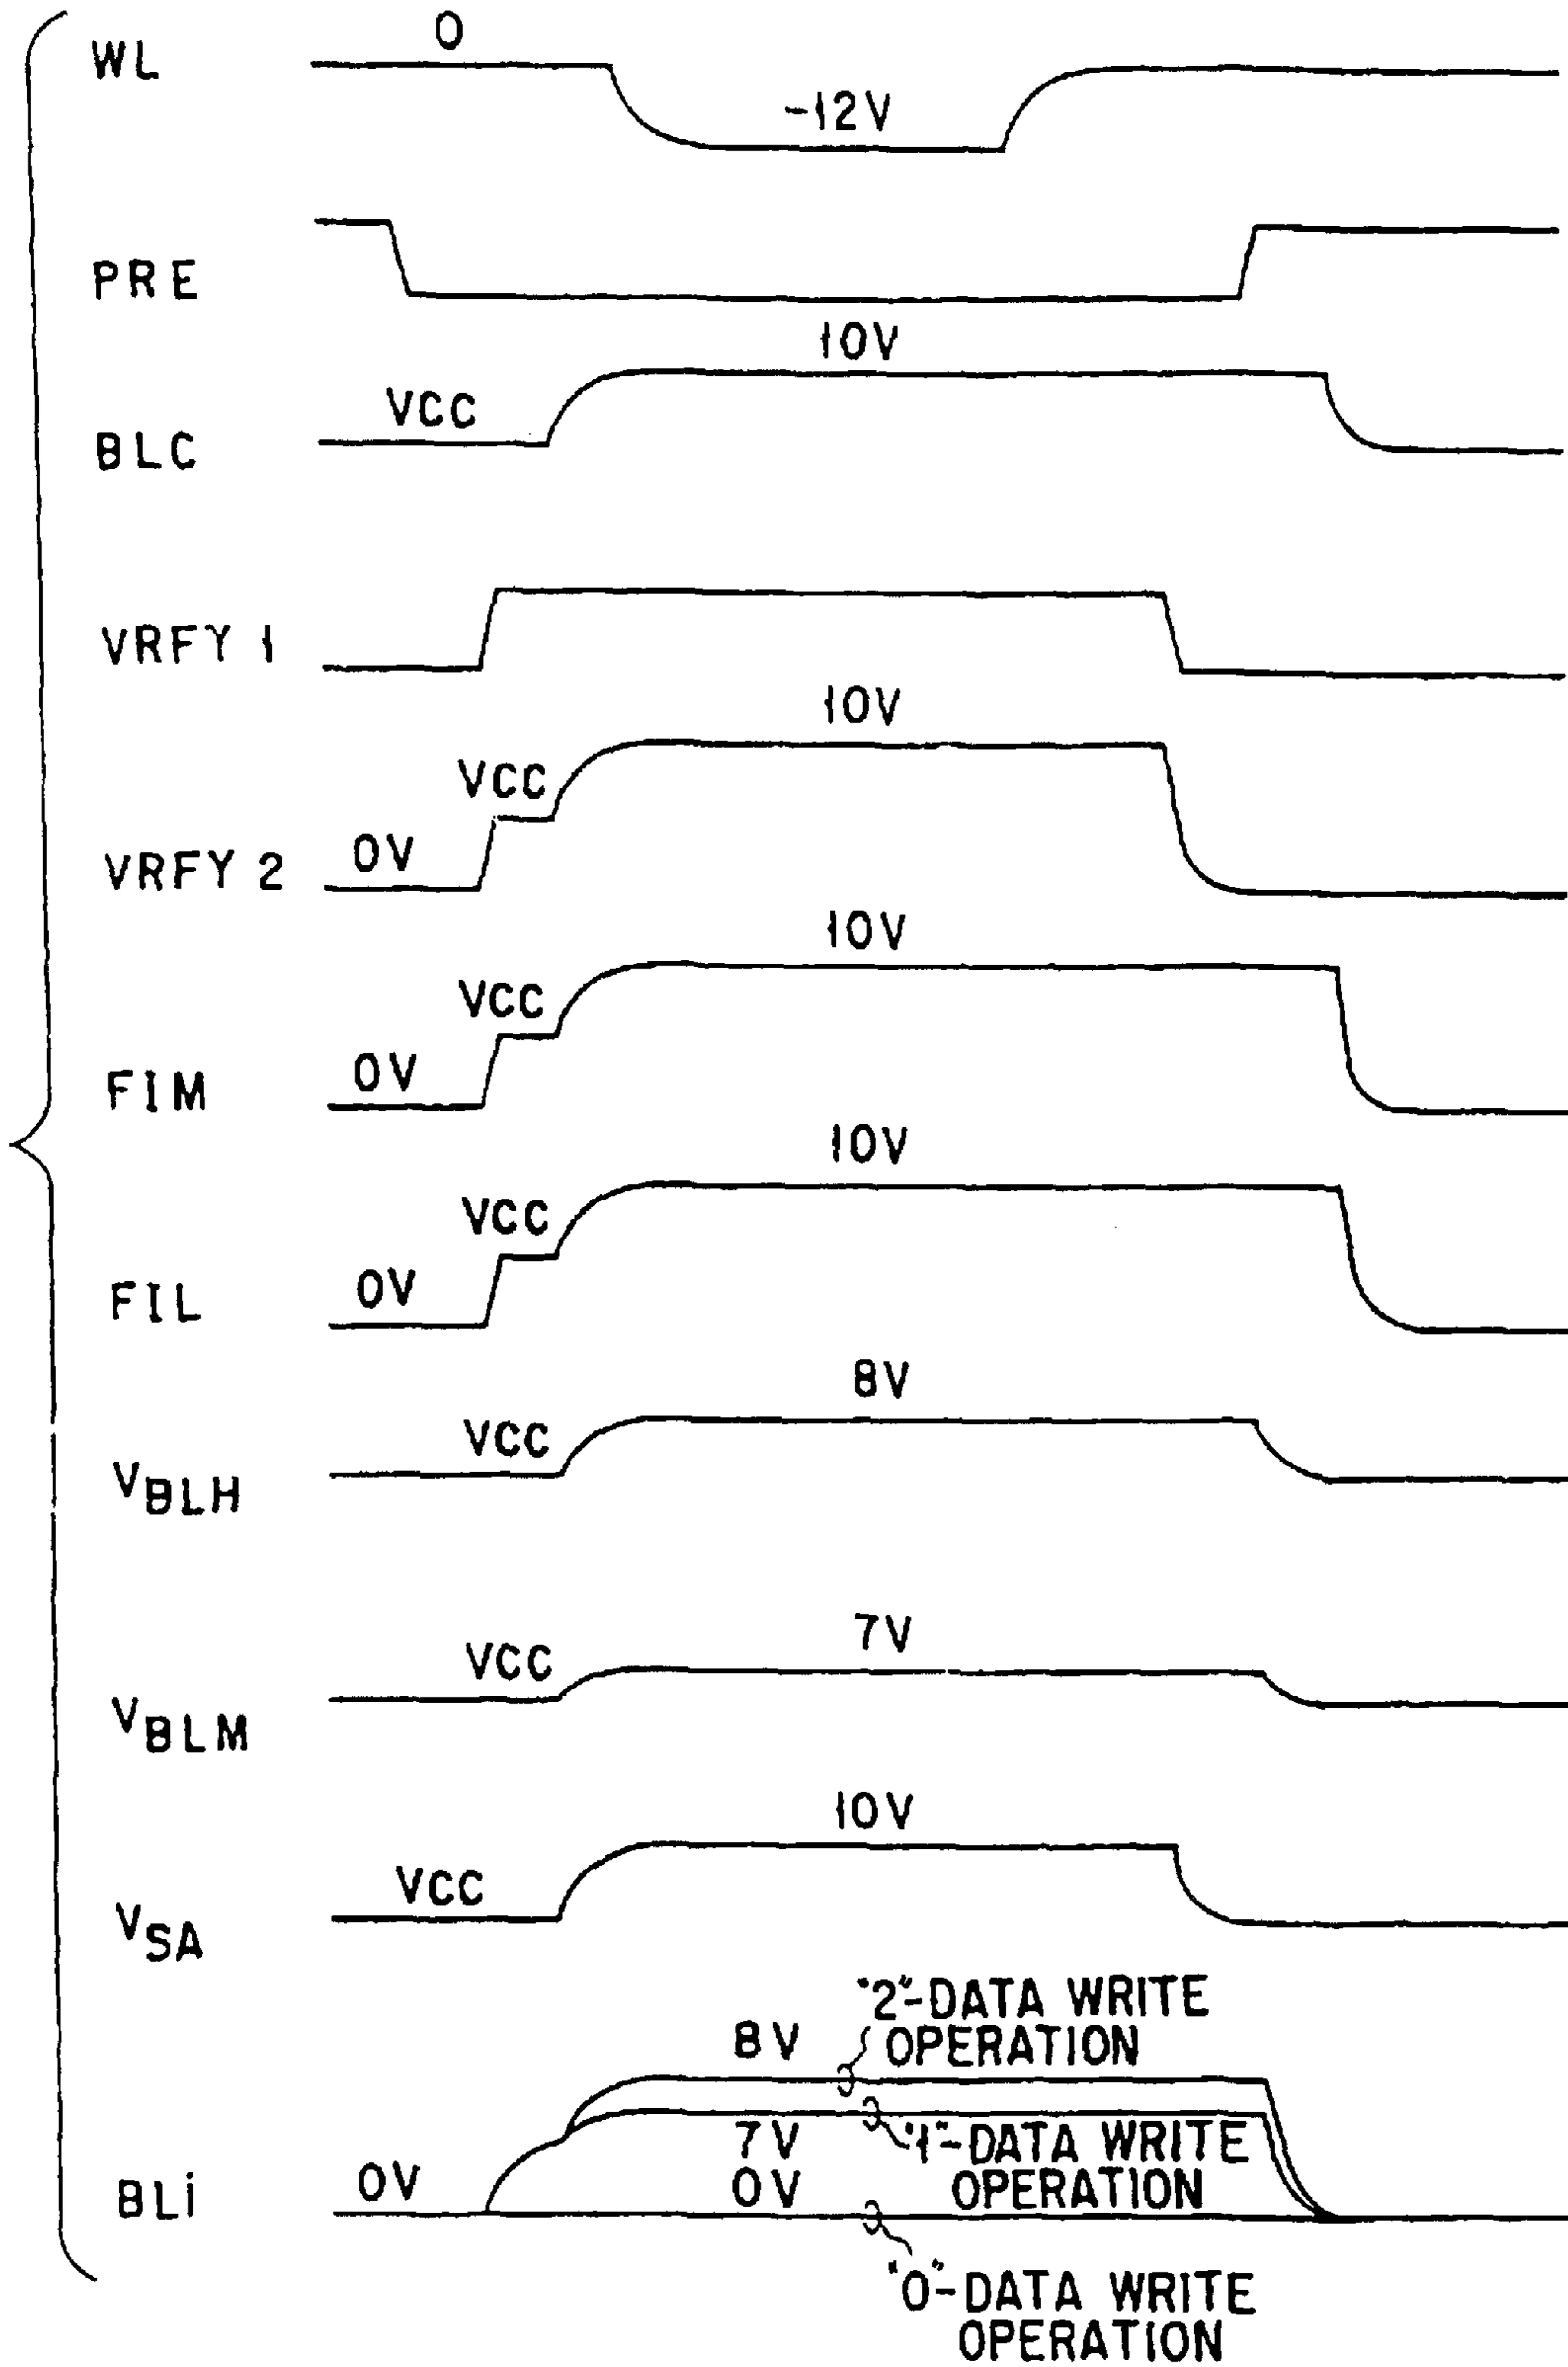 WL
0
-12V
PRE
BLC
VCC
10V
VRFY 1
VRFY 2
0V
VCC
10V
FIM
0V
VCC
10V
FIL
0V
VCC
10V
VBLH
VCC
8V
VBLM
VCC
7V
VSA
VCC
10V
BLi
0V
8V
"2"-DATA WRITE
OPERATION
7V
"1"-DATA WRITE
OPERATION
0V
"0"-DATA WRITE
OPERATION